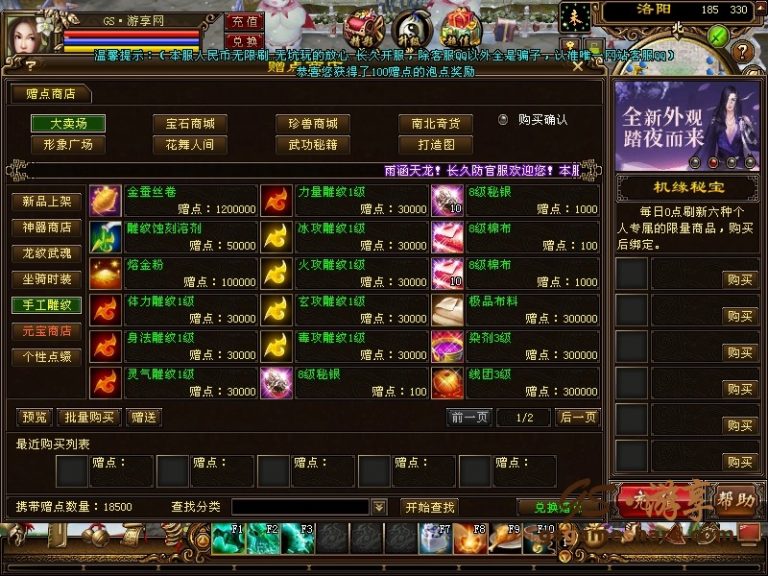 GS·游享网
充值
兑换
洛阳 185 330
北
温馨提示：(本服人民币无限刷 无坑玩的放心 长久开服，除客服QQ以外全是骗子，认准唯一网站客服QQ)
恭喜您获得了100赠点的泡点奖励
赠点商店
大卖场
宝石商城
珍兽商城
南北奇货
购买确认
形象广场
花舞人间
武功秘籍
打造图
雨涵天龙！长久防官服欢迎您！本服
全新外观
踏夜而来
机缘秘宝
每日0点刷新六种个
人专属的限量商品，购买
后绑定。
新品上架
神器商店
龙纹武魂
坐骑时装
手工雕纹
元宝商店
个性点缀
金蚕丝卷
赠点：1200000
力量雕纹1级
赠点：30000
8级秘银
10
赠点：1000
雕纹蚀刻溶剂
赠点：50000
冰攻雕纹1级
赠点：30000
8级棉布
赠点：100
熔金粉
赠点：100000
火攻雕纹1级
赠点：30000
8级棉布
10
赠点：1000
体力雕纹1级
赠点：30000
玄攻雕纹1级
赠点：30000
极品布料
赠点：300000
身法雕纹1级
赠点：30000
毒攻雕纹1级
赠点：30000
染剂3级
赠点：300000
灵气雕纹1级
赠点：30000
8级秘银
赠点：100
线团3级
赠点：300000
购买
购买
购买
购买
购买
购买
预览
批量购买
赠送
前一页
1/2
后一页
最近购买列表
赠点：
赠点：
赠点：
赠点：
赠点：
携带赠点数量：18500
查找分类
开始查找
GS·游享
帮助
F1
F2
F3
F7
F8
F9
F10